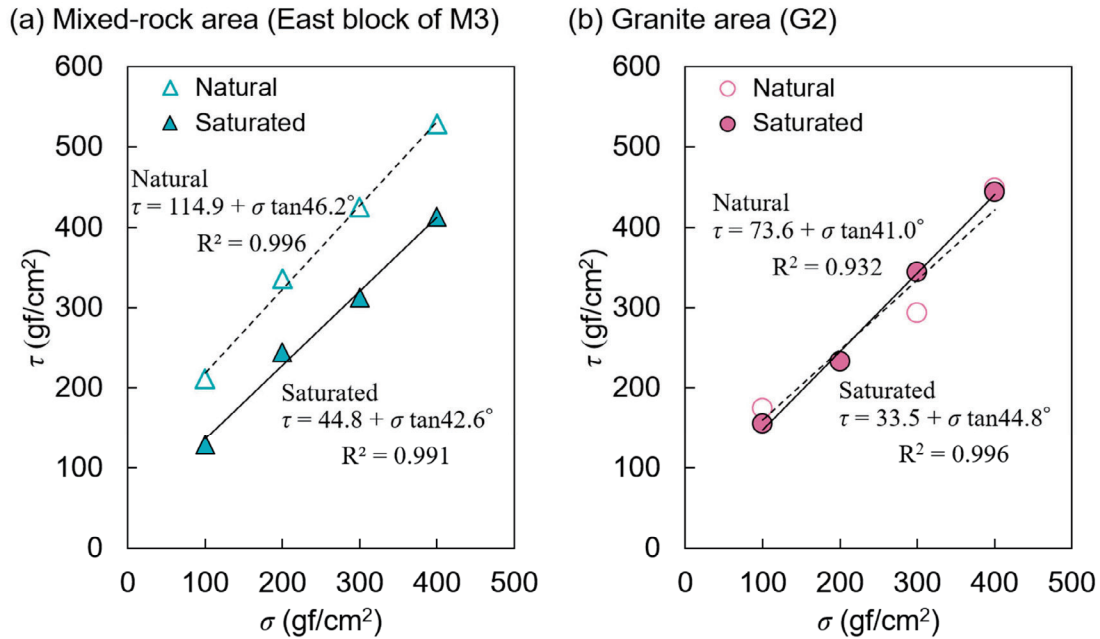 (a) Mixed-rock area (East block of M3)
600
500
400
300
200
100
0
0 100 200 300 400 500
τ (gf/cm²)
σ (gf/cm²)
Natural
Saturated
Natural
τ = 114.9 + σ tan46.2°
R² = 0.996
Saturated
τ = 44.8 + σ tan42.6°
R² = 0.991
(b) Granite area (G2)
600
500
400
300
200
100
0
0 100 200 300 400 500
τ (gf/cm²)
σ (gf/cm²)
Natural
Saturated
Natural
τ = 73.6 + σ tan41.0°
R² = 0.932
Saturated
τ = 33.5 + σ tan44.8°
R² = 0.996